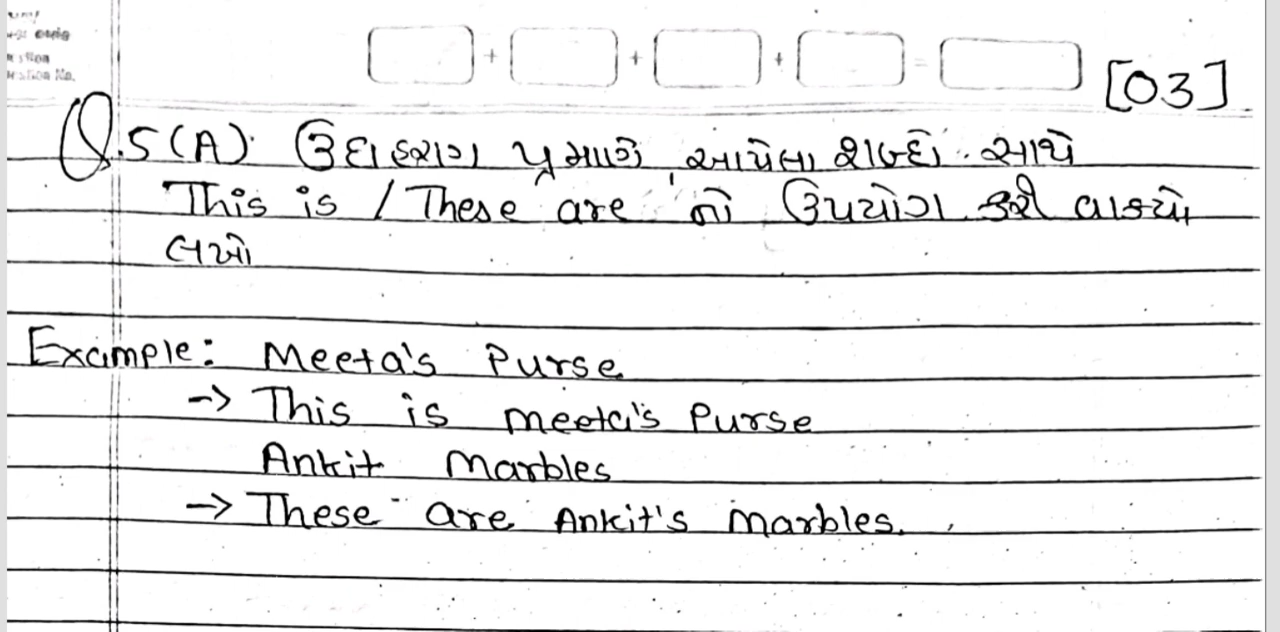 + + + =
[03]
Q.5(A). ઉદાહરણ પ્રમાણે આપેલા શબ્દો સાથે
This is / These are નો ઉપયોગ કરી વાક્યો
લખો
Example: Meeta's Purse
-> This is meeta's Purse
Ankit Marbles
-> These are Ankit's marbles.